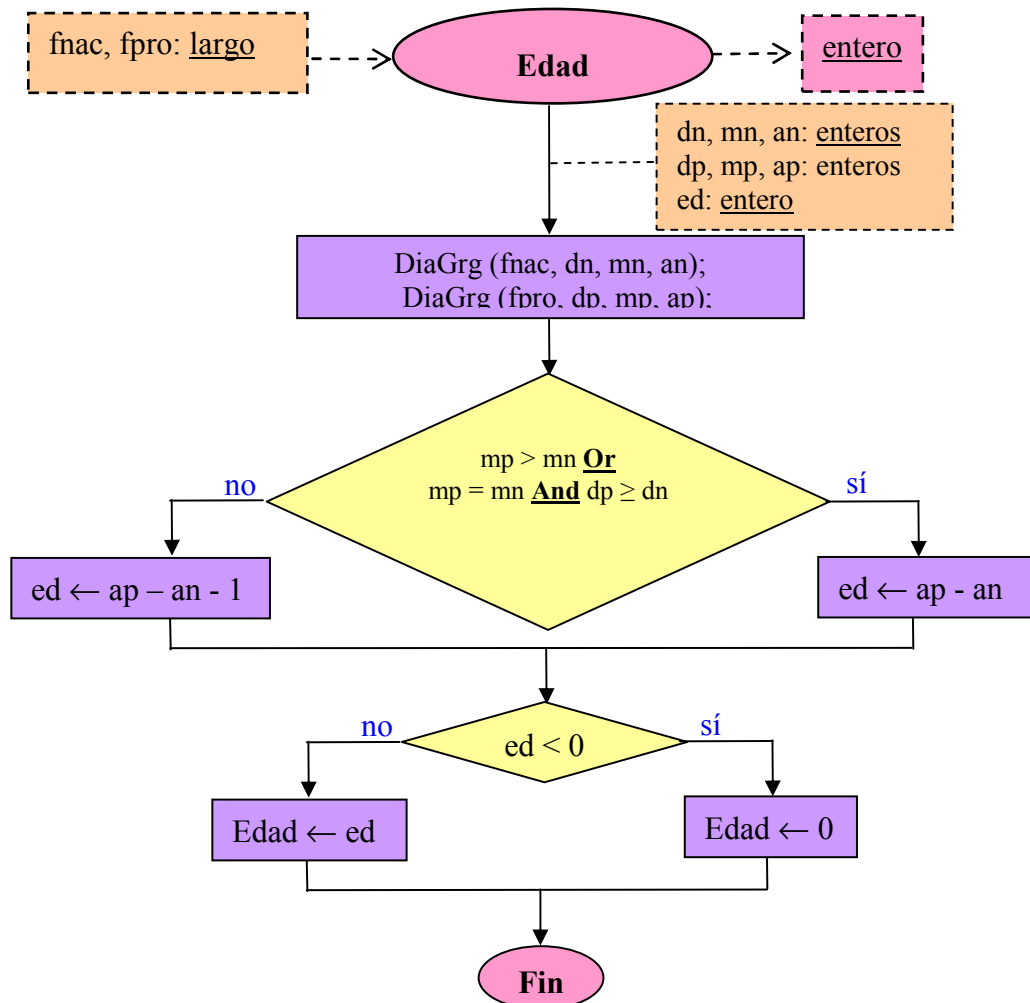 fnac, fpro: largo
Edad
entero
dn, mn, an: enteros
dp, mp, ap: enteros
ed: entero
DiaGrg (fnac, dn, mn, an);
DiaGrg (fpro, dp, mp, ap);
mp > mn Or
mp = mn And dp ≥ dn
no
sí
ed ← ap – an - 1
ed ← ap - an
no
sí
ed < 0
Edad ← ed
Edad ← 0
Fin